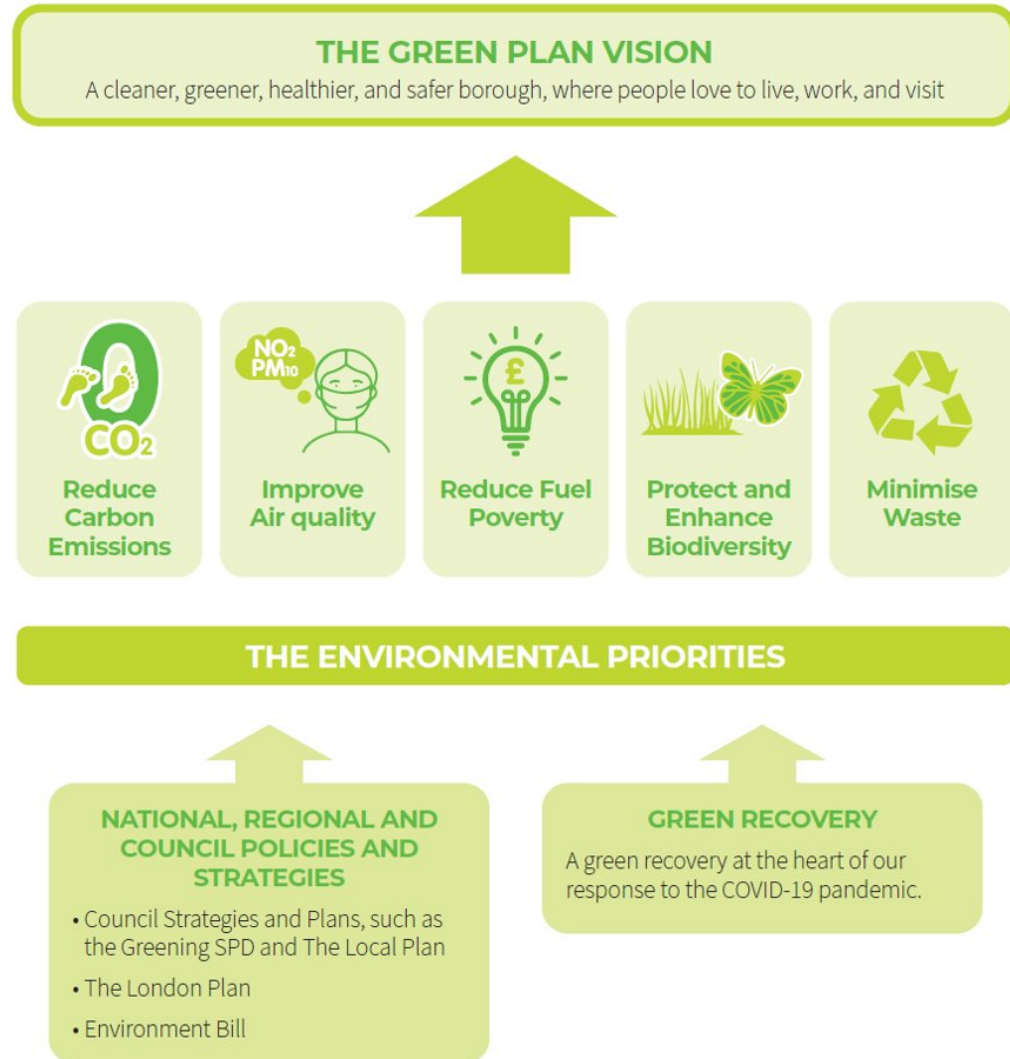 THE GREEN PLAN VISION
A cleaner, greener, healthier, and safer borough, where people love to live, work, and visit
0
CO₂
Reduce
Carbon
Emissions
NO₂
PM₁₀
Improve
Air quality
£
Reduce Fuel
Poverty
Protect and
Enhance
Biodiversity
Minimise
Waste
THE ENVIRONMENTAL PRIORITIES
NATIONAL, REGIONAL AND
COUNCIL POLICIES AND
STRATEGIES
• Council Strategies and Plans, such as
the Greening SPD and The Local Plan
• The London Plan
• Environment Bill
GREEN RECOVERY
A green recovery at the heart of our
response to the COVID-19 pandemic.